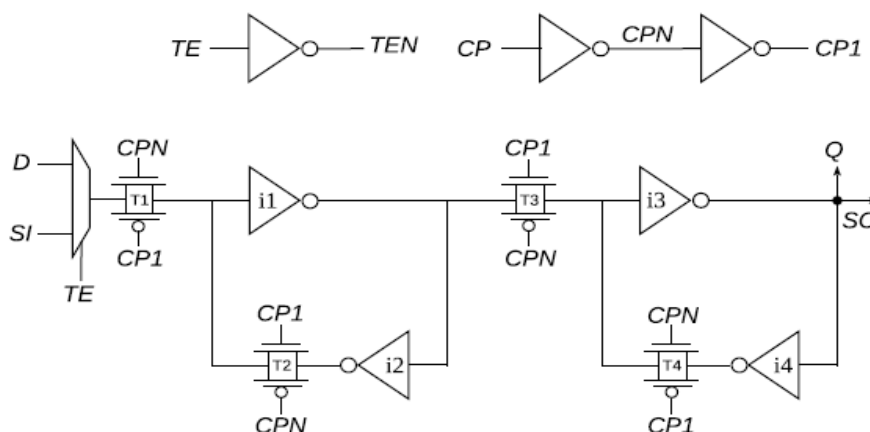 TE TEN CP CPN CP1
D CPN CP1 Q
T1 i1 T3 i3
SI CP1 CPN SO
TE CP1 CPN
T2 i2 T4 i4
CPN CP1